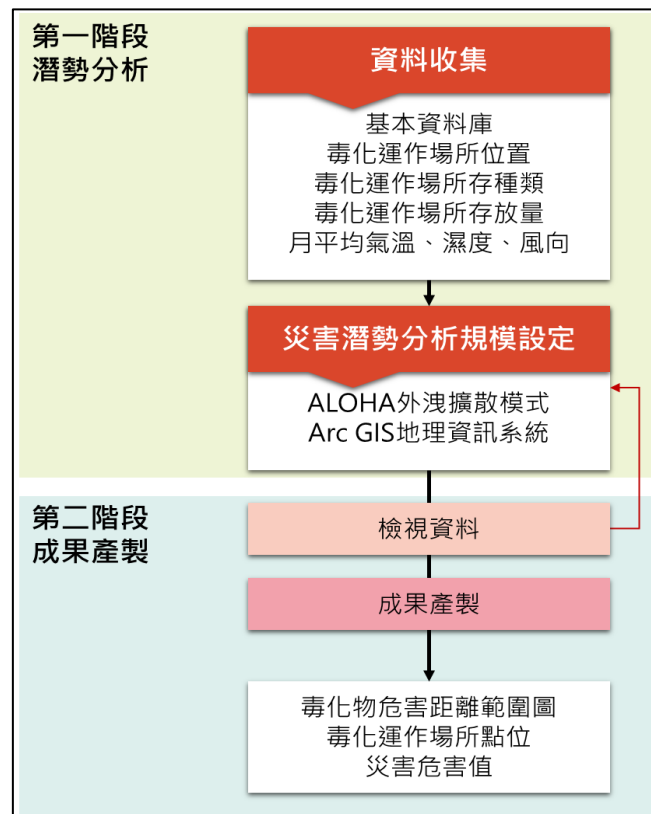 第一階段
潛勢分析
資料收集
基本資料庫
毒化運作場所位置
毒化運作場所存種類
毒化運作場所存放量
月平均氣溫、濕度、風向
災害潛勢分析規模設定
ALOHA外洩擴散模式
Arc GIS地理資訊系統
第二階段
成果產製
檢視資料
成果產製
毒化物危害距離範圍圖
毒化運作場所點位
災害危害值